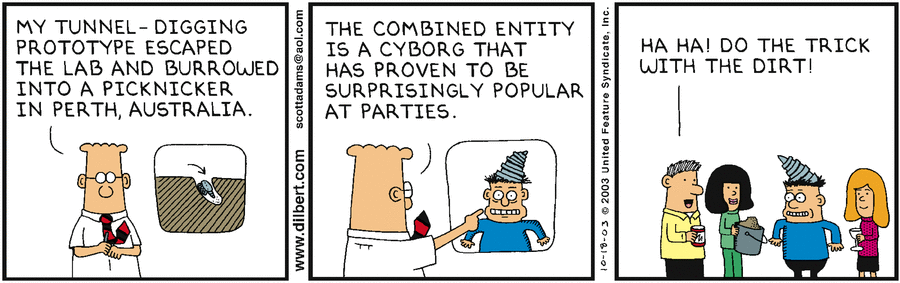 MY TUNNEL-DIGGING
PROTOTYPE ESCAPED
THE LAB AND BURROWED
INTO A PICKNICKER
IN PERTH, AUSTRALIA.
www.dilbert.com
scottadams@aol.com
THE COMBINED ENTITY
IS A CYBORG THAT
HAS PROVEN TO BE
SURPRISINGLY POPULAR
AT PARTIES.
10-18-03 © 2003 United Feature Syndicate, Inc.
HA HA! DO THE TRICK
WITH THE DIRT!